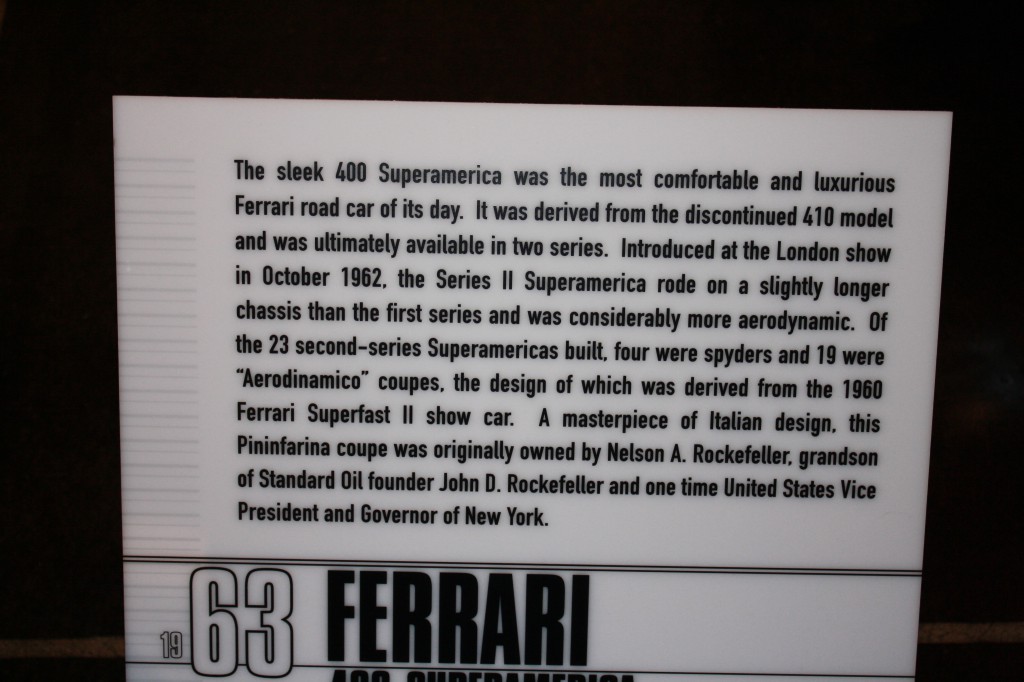 The sleek 400 Superamerica was the most comfortable and luxurious
Ferrari road car of its day. It was derived from the discontinued 410 model
and was ultimately available in two series. Introduced at the London show
in October 1962, the Series II Superamerica rode on a slightly longer
chassis than the first series and was considerably more aerodynamic. Of
the 23 second-series Superamericas built, four were spyders and 19 were
“Aerodinamico” coupes, the design of which was derived from the 1960
Ferrari Superfast II show car. A masterpiece of Italian design, this
Pininfarina coupe was originally owned by Nelson A. Rockefeller, grandson
of Standard Oil founder John D. Rockefeller and one time United States Vice
President and Governor of New York.
1963 FERRARI
400 SUPERAMERICA